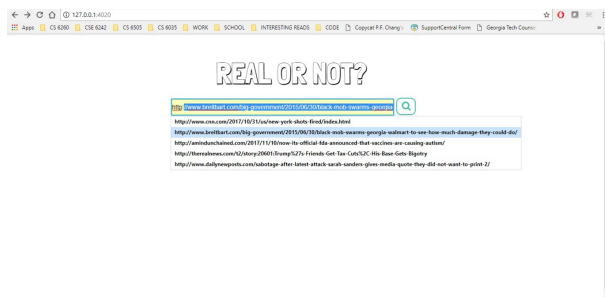 127.0.0.1:4020
Apps CS 6260 CSE 6242 CS 6505 CS 6035 WORK SCHOOL INTERESTING READS CODE Copycat P.F. Chang's SupportCentral Form Georgia Tech Counse
REAL OR NOT?
http://www.breitbart.com/big-government/2015/06/30/black-mob-swarms-georgia
http://www.cnn.com/2017/10/31/us/new-york-shots-fired/index.html
http://www.breitbart.com/big-government/2015/06/30/black-mob-swarms-georgia-walmart-to-see-how-much-damage-they-could-do/
http://amindunchained.com/2017/11/10/now-its-official-fda-announced-that-vaccines-are-causing-autism/
http://thenalnews.com/t2/story:20601:Trump%27s-Friends-Get-Tax-Cuts%2C-His-Base-Gets-Bigotry
http://www.dailynewposts.com/sabotage-after-latest-attack-sarah-sanders-gives-media-quote-they-did-not-want-to-print-2/